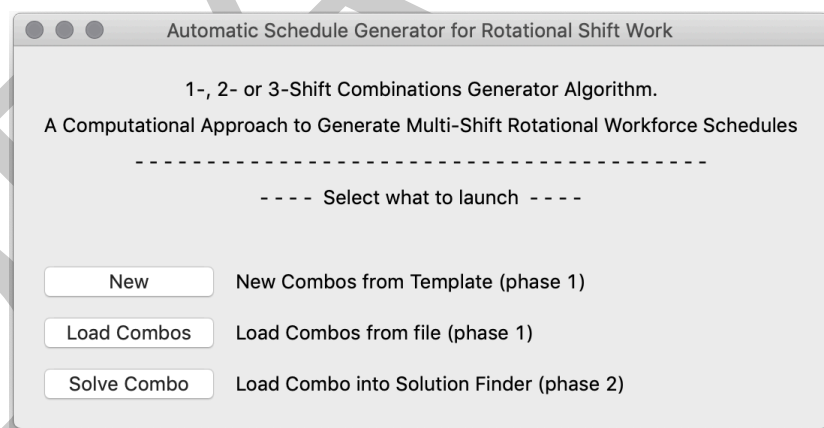 Automatic Schedule Generator for Rotational Shift Work
1-, 2- or 3-Shift Combinations Generator Algorithm.
A Computational Approach to Generate Multi-Shift Rotational Workforce Schedules
- - - - - - - - - - - - - - - - - - - - - - - - - - - - - - - - - - - - - - - -
- - - - Select what to launch - - - -
New New Combos from Template (phase 1)
Load Combos Load Combos from file (phase 1)
Solve Combo Load Combo into Solution Finder (phase 2)